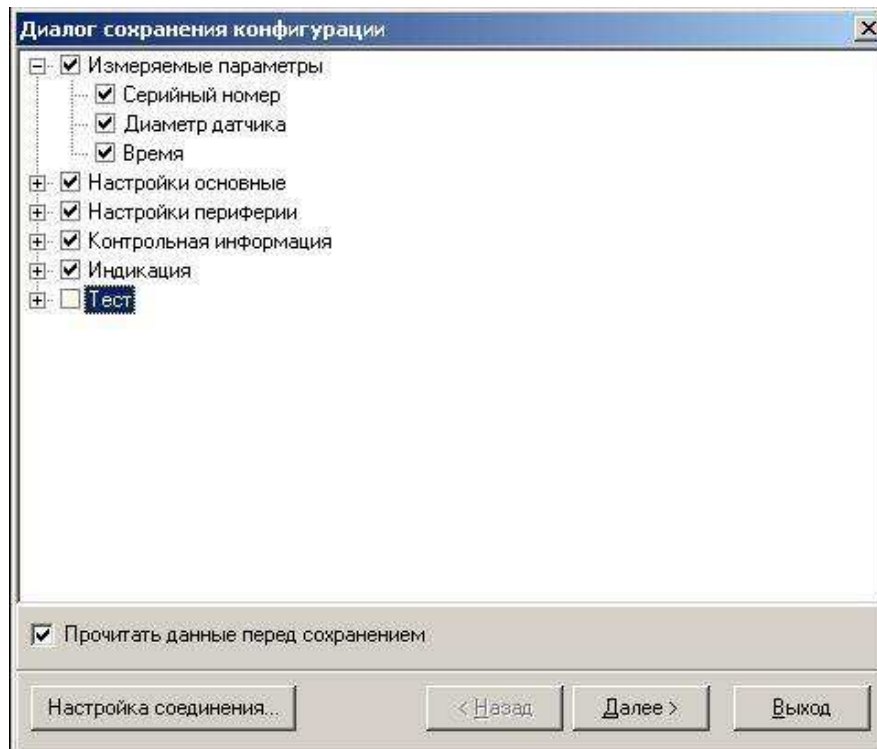 Диалог сохранения конфигурации
Измеряемые параметры
Серийный номер
Диаметр датчика
Время
Настройки основные
Настройки периферии
Контрольная информация
Индикация
Тест
Прочитать данные перед сохранением
Настройка соединения...
< Назад
Далее >
Выход